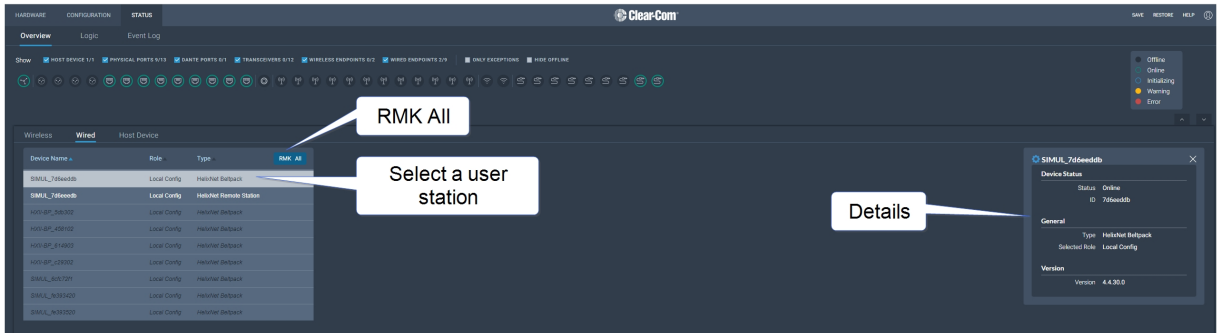 HARDWARE CONFIGURATION STATUS Clear-Com SAVE RESTORE HELP
Overview Logic Event Log
Show HOST DEVICE 1/1 PHYSICAL PORTS 9/13 DANTE PORTS 0/1 TRANSCEIVERS 0/12 WIRELESS ENDPOINTS 0/2 WIRED ENDPOINTS 2/9 ONLY EXCEPTIONS HIDE OFFLINE
Offline
Online
Initializing
Warning
Error
RMK All
Wireless Wired Host Device
Device Name Role Type RMK All
SIMUL_7d6eeddb Local Config HelixNet Beltpack
SIMUL_7d6eeedb Local Config HelixNet Remote Station
Local Config HelixNet Beltpack
Local Config HelixNet Beltpack
Local Config HelixNet Beltpack
Local Config HelixNet Beltpack
Local Config HelixNet Beltpack
Local Config HelixNet Beltpack
Local Config HelixNet Beltpack
Select a user
station
Details
SIMUL_7d6eeddb
Device Status
Status Online
ID 7d6eeddb
General
Type HelixNet Beltpack
Selected Role Local Config
Version
Version 4.4.30.0